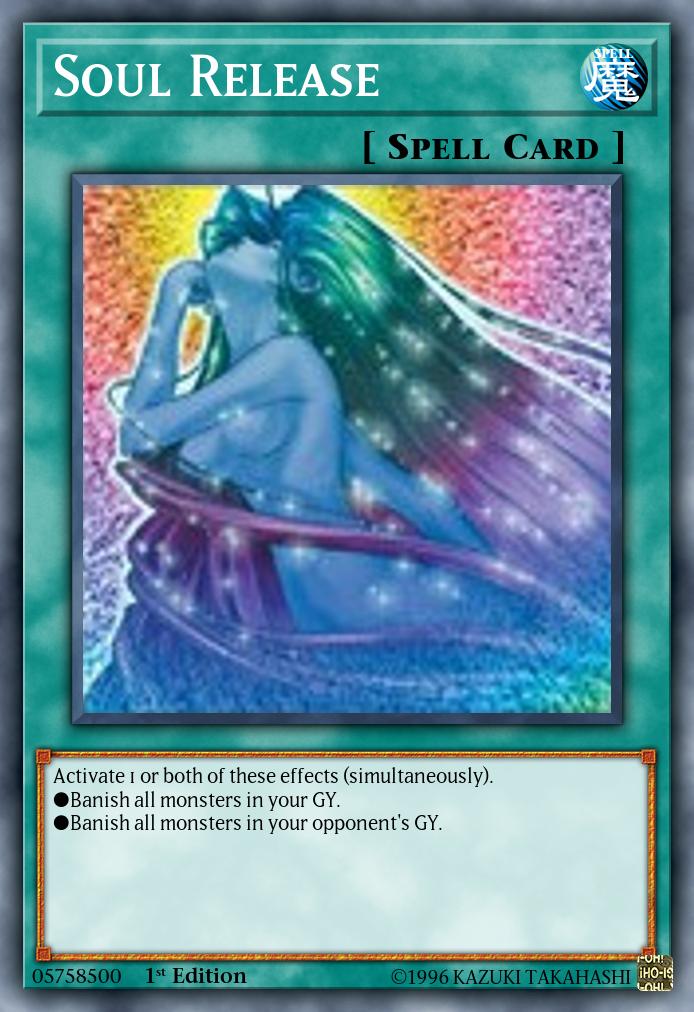 Soul Release
SPELL
魔
[ Spell Card ]
Activate 1 or both of these effects (simultaneously).
●Banish all monsters in your GY.
●Banish all monsters in your opponent's GY.
05758500 1st Edition ©1996 KAZUKI TAKAHASHI